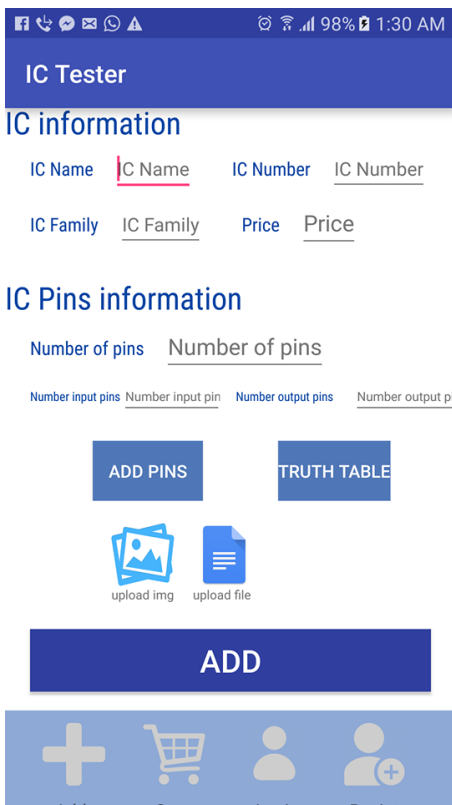 98% 1:30 AM
IC Tester
IC information
IC Name IC Name IC Number IC Number
IC Family IC Family Price Price
IC Pins information
Number of pins Number of pins
Number input pins Number input pin Number output pins Number output p
ADD PINS TRUTH TABLE
upload img upload file
ADD